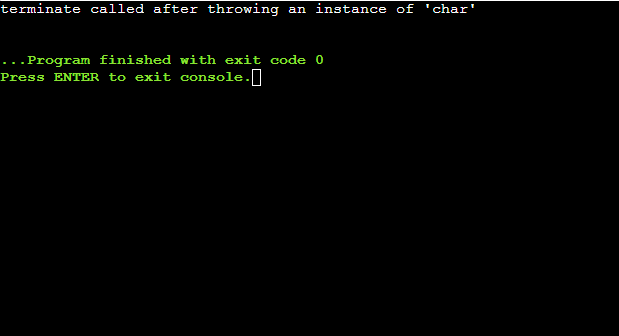 terminate called after throwing an instance of 'char'
...Program finished with exit code 0
Press ENTER to exit console.